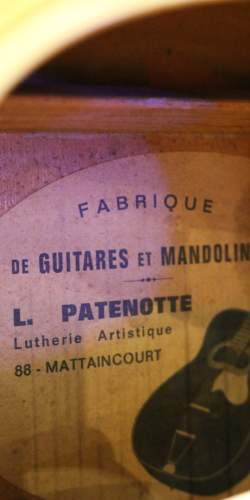 FABRIQUE
DE GUITARES ET MANDOLIN
L. PATENOTTE
Lutherie Artistique
88 - MATTAINCOURT